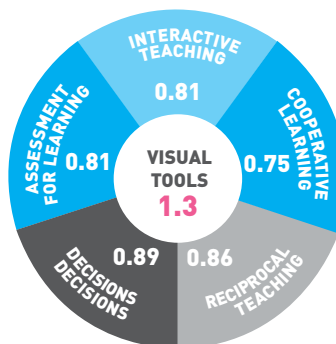 INTERACTIVE
TEACHING
0.81
COOPERATIVE
LEARNING
0.75
RECIPROCAL
TEACHING
0.86
DECISIONS
DECISIONS
0.89
ASSESSMENT
FOR LEARNING
0.81
VISUAL
TOOLS
1.3